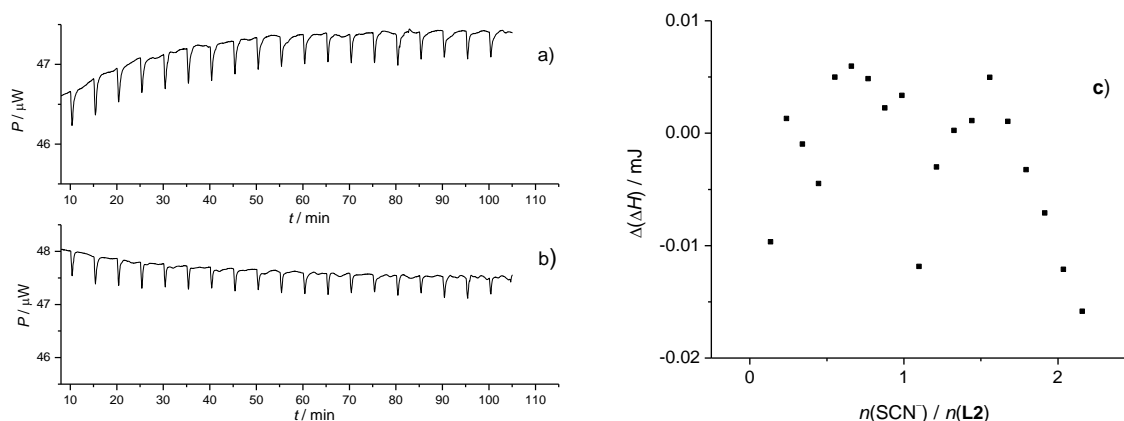 a)
47
46
P / μW
10 20 30 40 50 60 70 80 90 100 110
t / min
b)
48
47
46
P / μW
10 20 30 40 50 60 70 80 90 100 110
t / min
c)
0.01
0.00
-0.01
-0.02
Δ(ΔH) / mJ
0 1 2
n(SCN⁻) / n(L2)